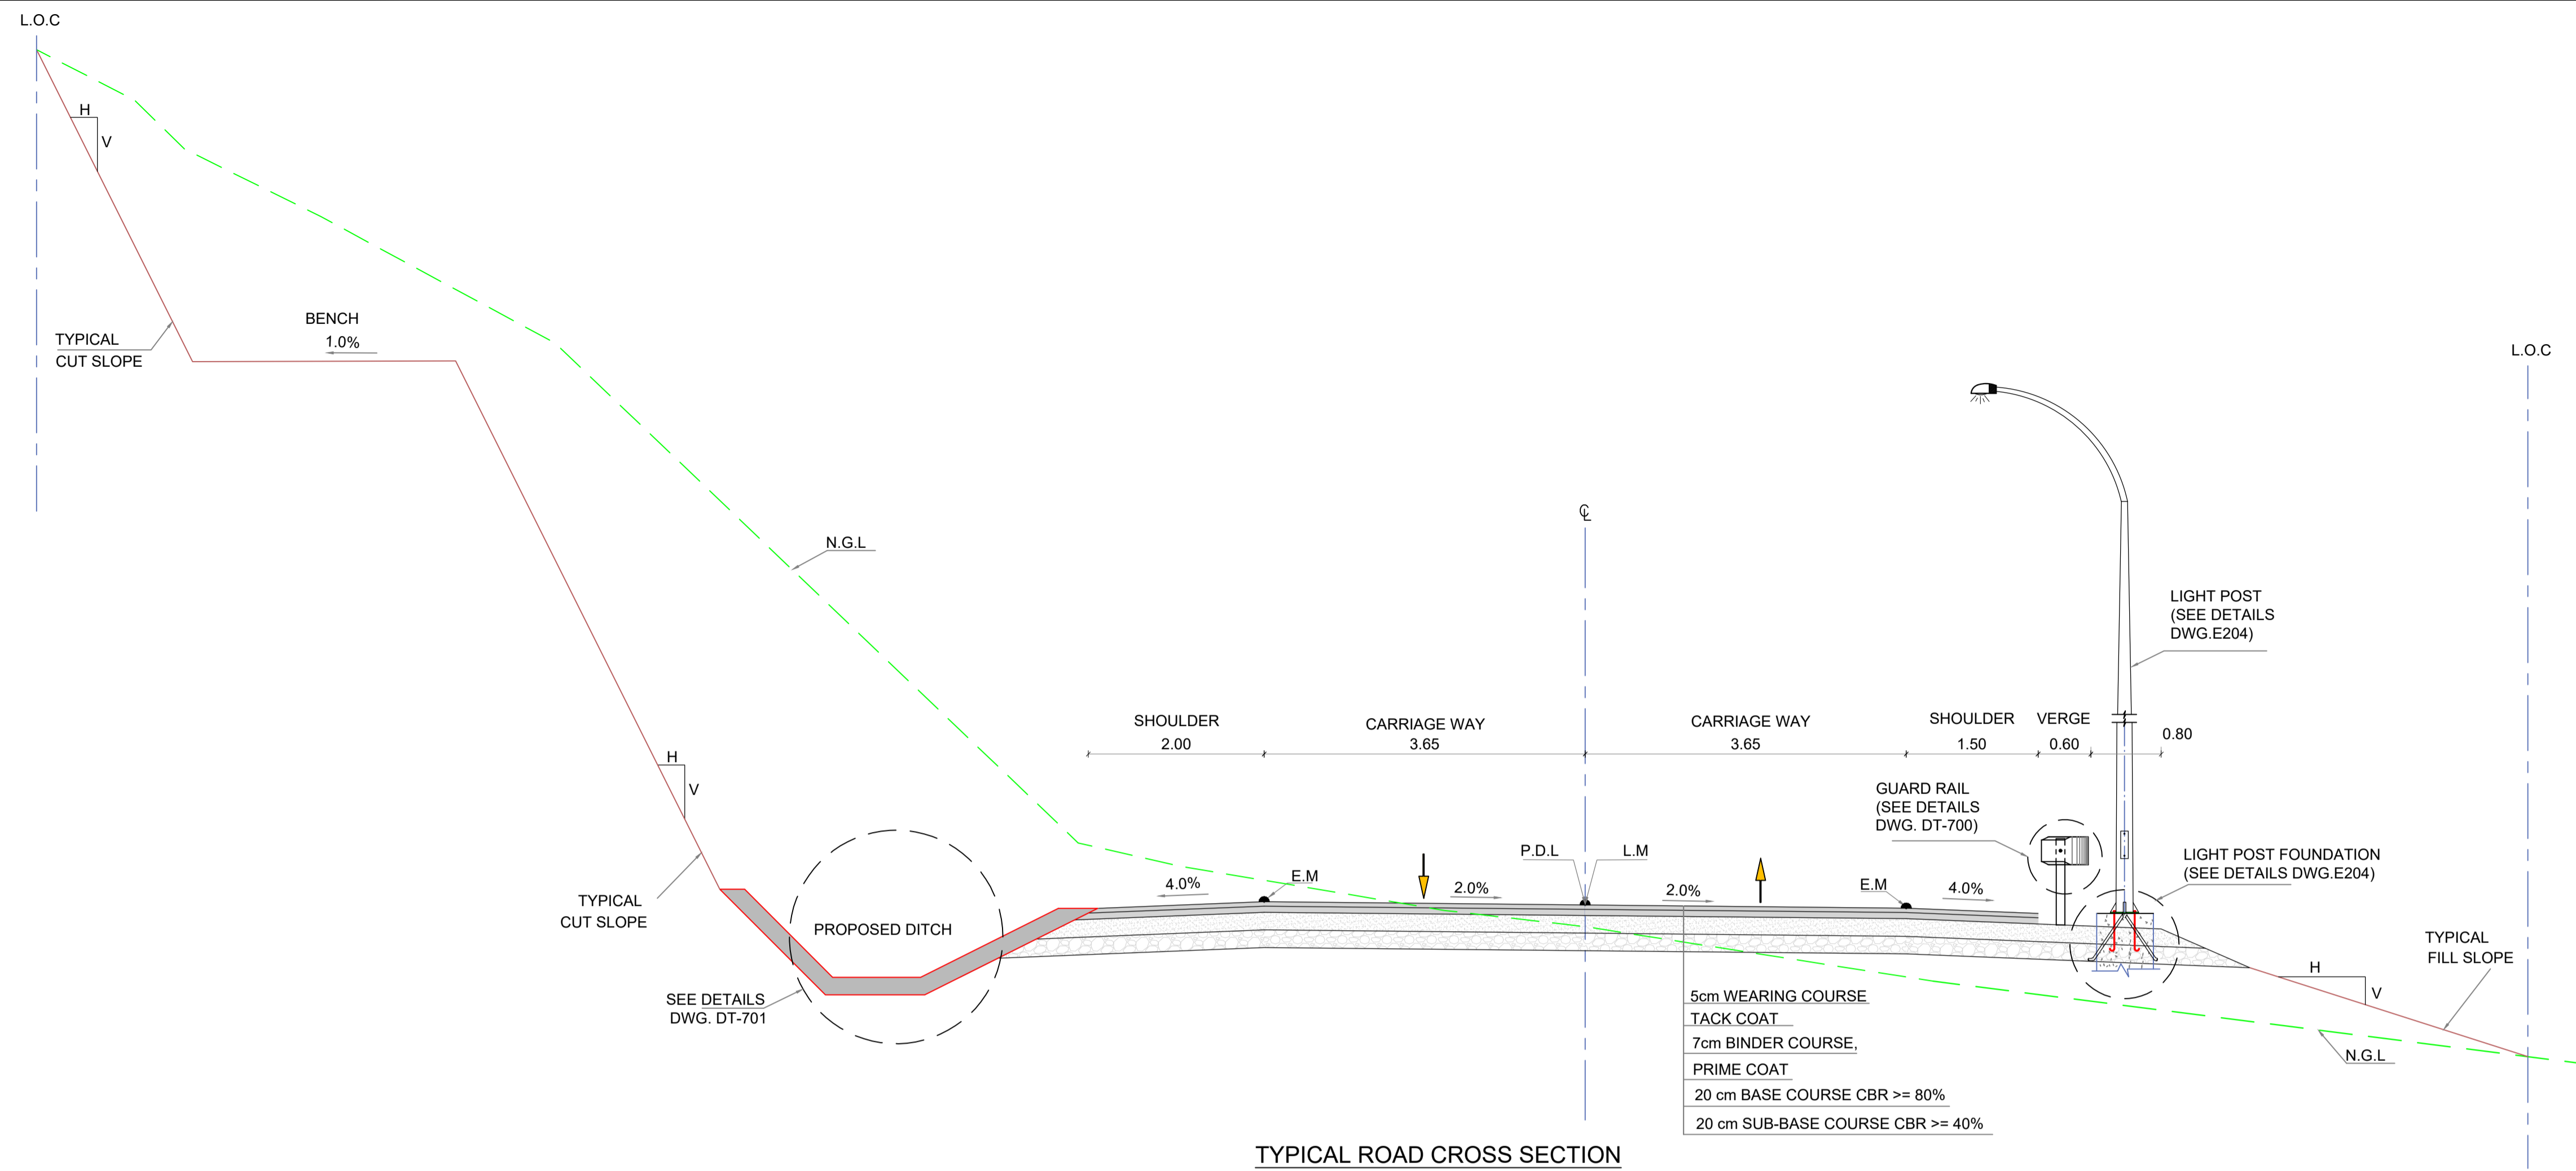 L.O.C
H
V
TYPICAL
CUT SLOPE
BENCH
1.0%
L.O.C
℄
N.G.L
LIGHT POST
(SEE DETAILS
DWG.E204)
SHOULDER
2.00
CARRIAGE WAY
3.65
CARRIAGE WAY
3.65
SHOULDER
1.50
VERGE
0.60
0.80
H
V
GUARD RAIL
(SEE DETAILS
DWG. DT-700)
P.D.L
L.M
LIGHT POST FOUNDATION
(SEE DETAILS DWG.E204)
4.0%
E.M
2.0%
2.0%
E.M
4.0%
TYPICAL
CUT SLOPE
PROPOSED DITCH
TYPICAL
FILL SLOPE
H
V
SEE DETAILS
DWG. DT-701
5cm WEARING COURSE
TACK COAT
7cm BINDER COURSE,
PRIME COAT
20 cm BASE COURSE CBR >= 80%
20 cm SUB-BASE COURSE CBR >= 40%
N.G.L
TYPICAL ROAD CROSS SECTION